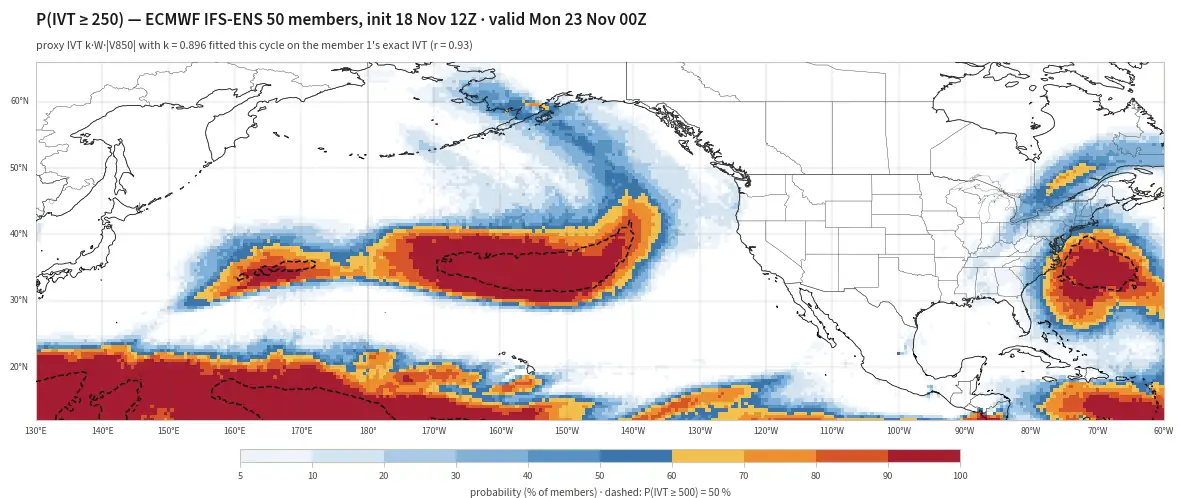 P(IVT ≥ 250) — ECMWF IFS-ENS 50 members, init 18 Nov 12Z · valid Mon 23 Nov 00Z
proxy IVT k·W·|V850| with k = 0.896 fitted this cycle on the member 1's exact IVT (r = 0.93)
60°N
50°N
40°N
30°N
20°N
130°E 140°E 150°E 160°E 170°E 180° 170°W 160°W 150°W 140°W 130°W 120°W 110°W 100°W 90°W 80°W 70°W 60°W
5 10 20 30 40 50 60 70 80 90 100
probability (% of members) · dashed: P(IVT ≥ 500) = 50 %